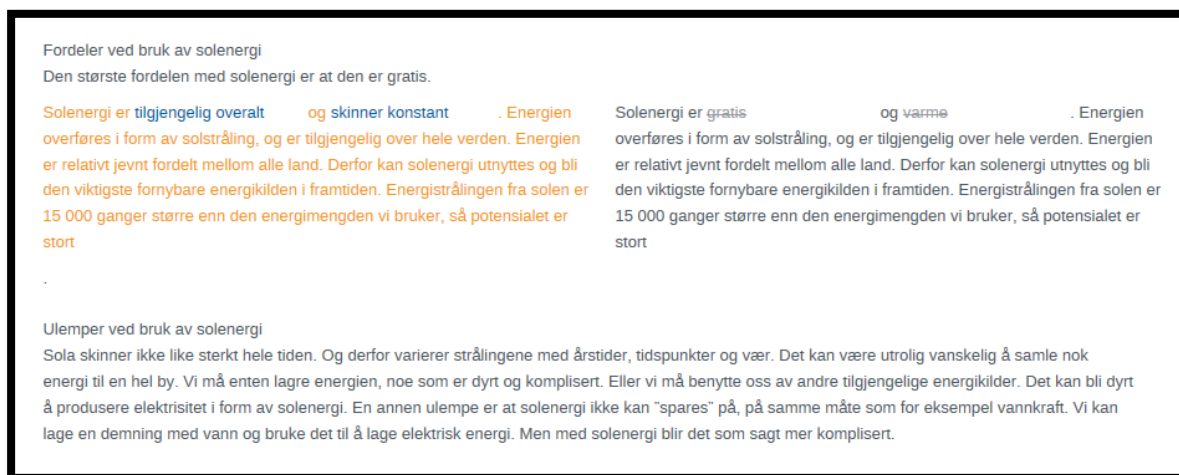 Fordeler ved bruk av solenergi
Den største fordelen med solenergi er at den er gratis.
Solenergi er tilgjengelig overalt og skinner konstant . Energien
overføres i form av solstråling, og er tilgjengelig over hele verden. Energien
er relativt jevnt fordelt mellom alle land. Derfor kan solenergi utnyttes og bli
den viktigste fornybare energikilden i framtiden. Energistrålingen fra solen er
15 000 ganger større enn den energimengden vi bruker, så potensialet er
stort
.
Solenergi er gratis og varme . Energien
overføres i form av solstråling, og er tilgjengelig over hele verden. Energien
er relativt jevnt fordelt mellom alle land. Derfor kan solenergi utnyttes og bli
den viktigste fornybare energikilden i framtiden. Energistrålingen fra solen er
15 000 ganger større enn den energimengden vi bruker, så potensialet er
stort
Ulemper ved bruk av solenergi
Sola skinner ikke like sterkt hele tiden. Og derfor varierer strålingene med årstider, tidspunkter og vær. Det kan være utrolig vanskelig å samle nok
energi til en hel by. Vi må enten lagre energien, noe som er dyrt og komplisert. Eller vi må benytte oss av andre tilgjengelige energikilder. Det kan bli dyrt
å produsere elektrisitet i form av solenergi. En annen ulempe er at solenergi ikke kan "spares" på, på samme måte som for eksempel vannkraft. Vi kan
lage en demning med vann og bruke det til å lage elektrisk energi. Men med solenergi blir det som sagt mer komplisert.